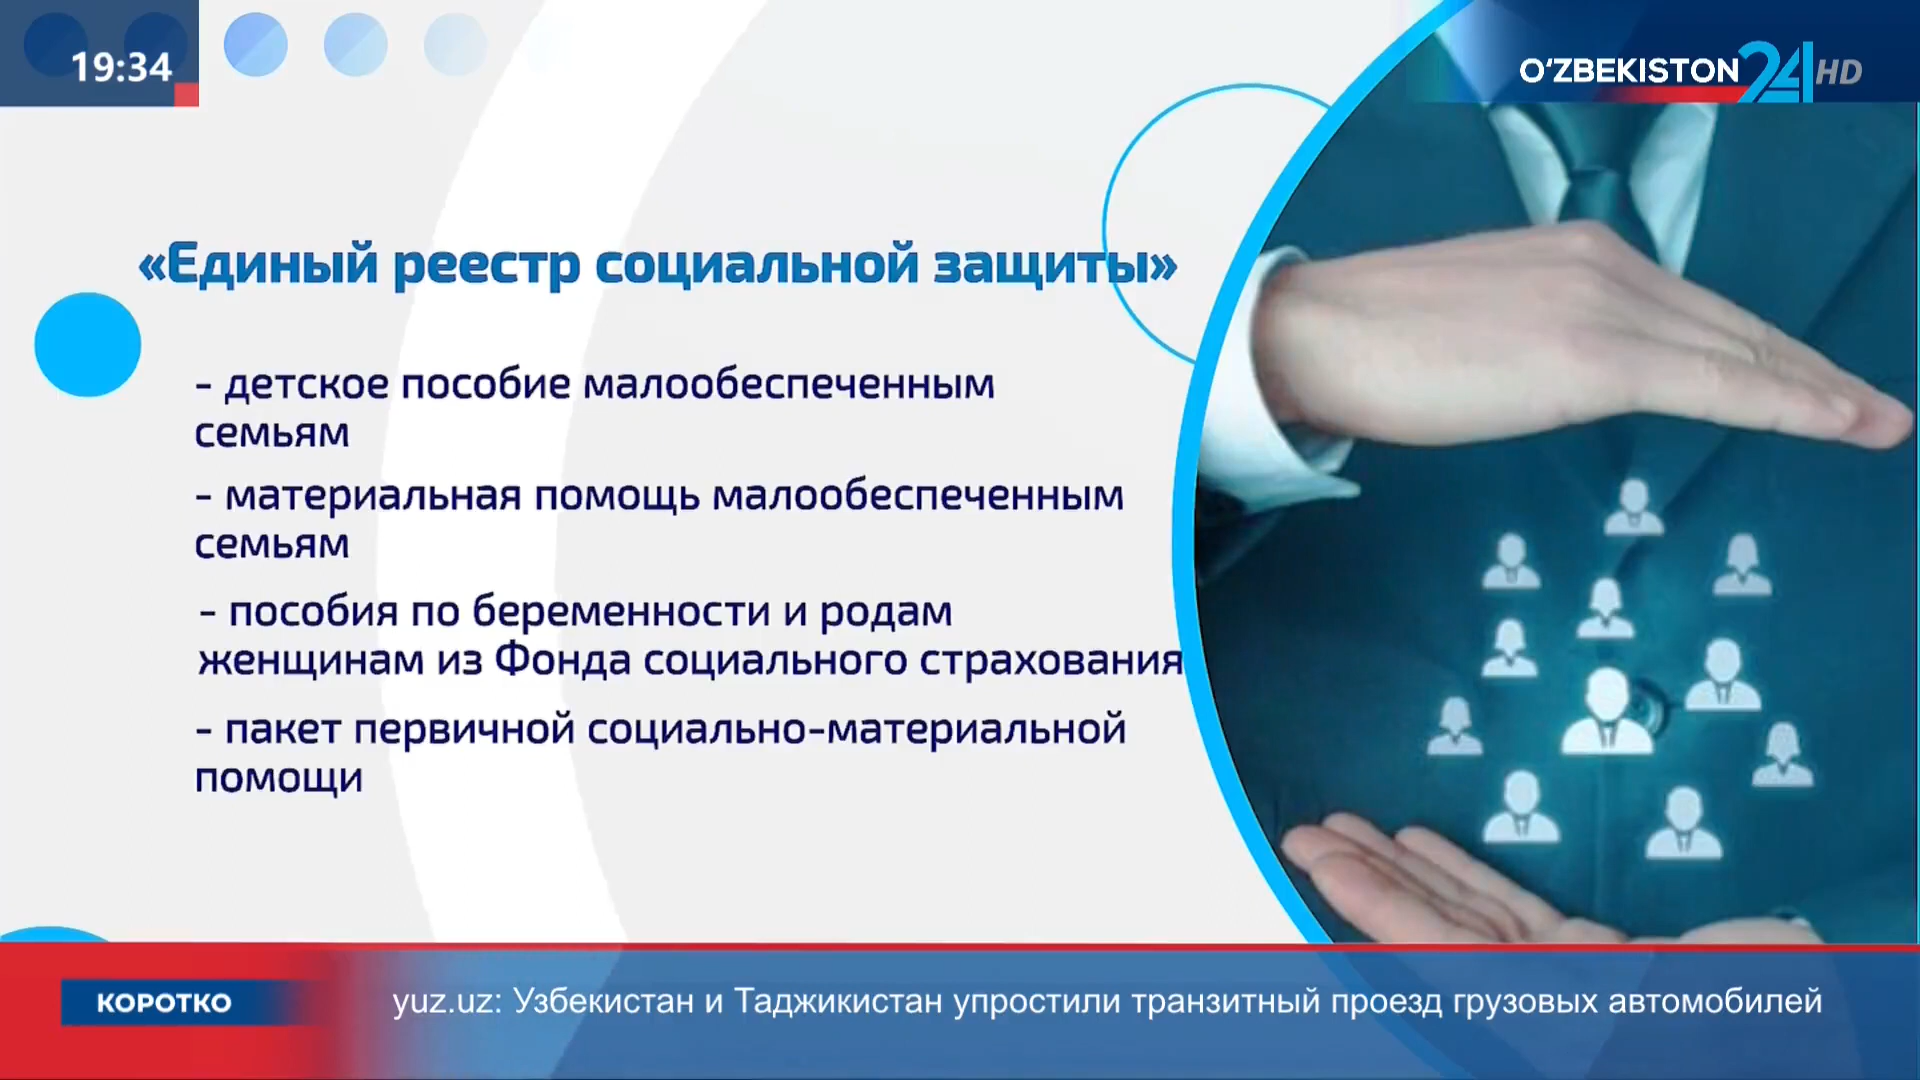 19:34
O‘ZBEKISTON 24 HD
«Единый реестр социальной защиты»
- детское пособие малообеспеченным
семьям
- материальная помощь малообеспеченным
семьям
- пособия по беременности и родам
женщинам из Фонда социального страхования
- пакет первичной социально-материальной
помощи
КОРОТКО
yuz.uz: Узбекистан и Таджикистан упростили транзитный проезд грузовых автомобилей